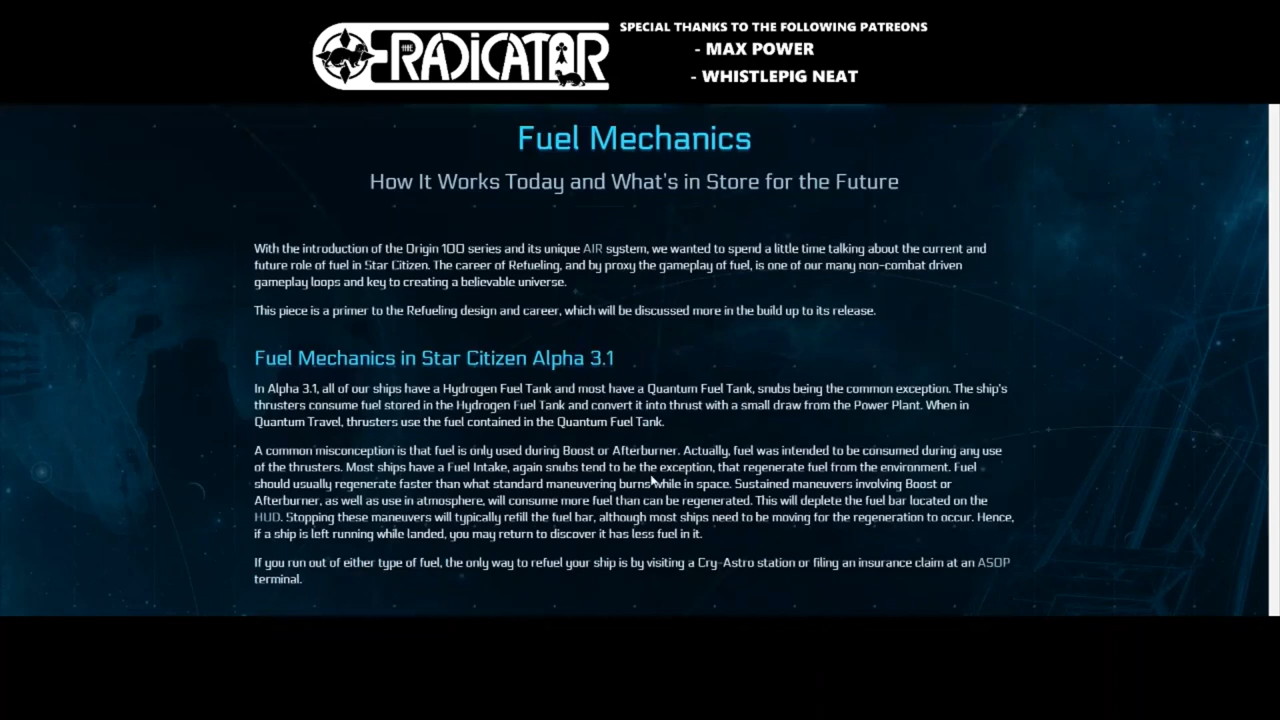 THE ERADICATOR
SPECIAL THANKS TO THE FOLLOWING PATREONS
- MAX POWER
- WHISTLEPIG NEAT
Fuel Mechanics
How It Works Today and What's in Store for the Future
With the introduction of the Origin 100 series and its unique AIR system, we wanted to spend a little time talking about the current and
future role of fuel in Star Citizen. The career of Refueling, and by proxy the gameplay of fuel, is one of our many non-combat driven
gameplay loops and key to creating a believable universe.
This piece is a primer to the Refueling design and career, which will be discussed more in the build up to its release.
Fuel Mechanics in Star Citizen Alpha 3.1
In Alpha 3.1, all of our ships have a Hydrogen Fuel Tank and most have a Quantum Fuel Tank, snubs being the common exception. The ship's
thrusters consume fuel stored in the Hydrogen Fuel Tank and convert it into thrust with a small draw from the Power Plant. When in
Quantum Travel, thrusters use the fuel contained in the Quantum Fuel Tank.
A common misconception is that fuel is only used during Boost or Afterburner. Actually, fuel was intended to be consumed during any use
of the thrusters. Most ships have a Fuel Intake, again snubs tend to be the exception, that regenerate fuel from the environment. Fuel
should usually regenerate faster than what standard maneuvering burns while in space. Sustained maneuvers involving Boost or
Afterburner, as well as use in atmosphere, will consume more fuel than can be regenerated. This will deplete the fuel bar located on the
HUD. Stopping these maneuvers will typically refill the fuel bar, although most ships need to be moving for the regeneration to occur. Hence,
if a ship is left running while landed, you may return to discover it has less fuel in it.
If you run out of either type of fuel, the only way to refuel your ship is by visiting a Cry-Astro station or filing an insurance claim at an ASOP
terminal.